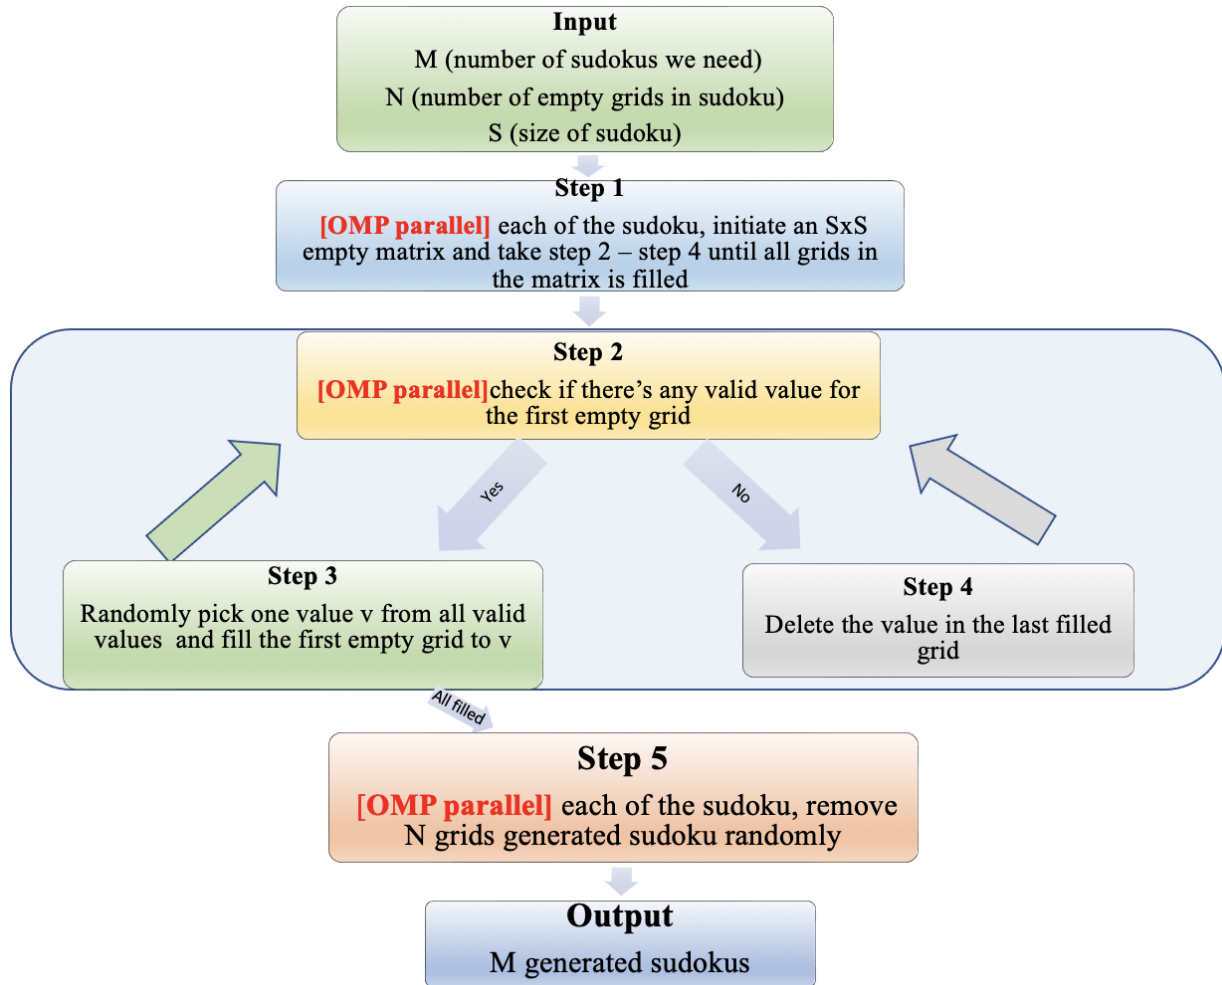 Input
M (number of sudokus we need)
N (number of empty grids in sudoku)
S (size of sudoku)
Step 1
[OMP parallel] each of the sudoku, initiate an SxS
empty matrix and take step 2 – step 4 until all grids in
the matrix is filled
Step 2
[OMP parallel]check if there’s any valid value for
the first empty grid
Yes
No
Step 3
Randomly pick one value v from all valid
values and fill the first empty grid to v
Step 4
Delete the value in the last filled
grid
All filled
Step 5
[OMP parallel] each of the sudoku, remove
N grids generated sudoku randomly
Output
M generated sudokus